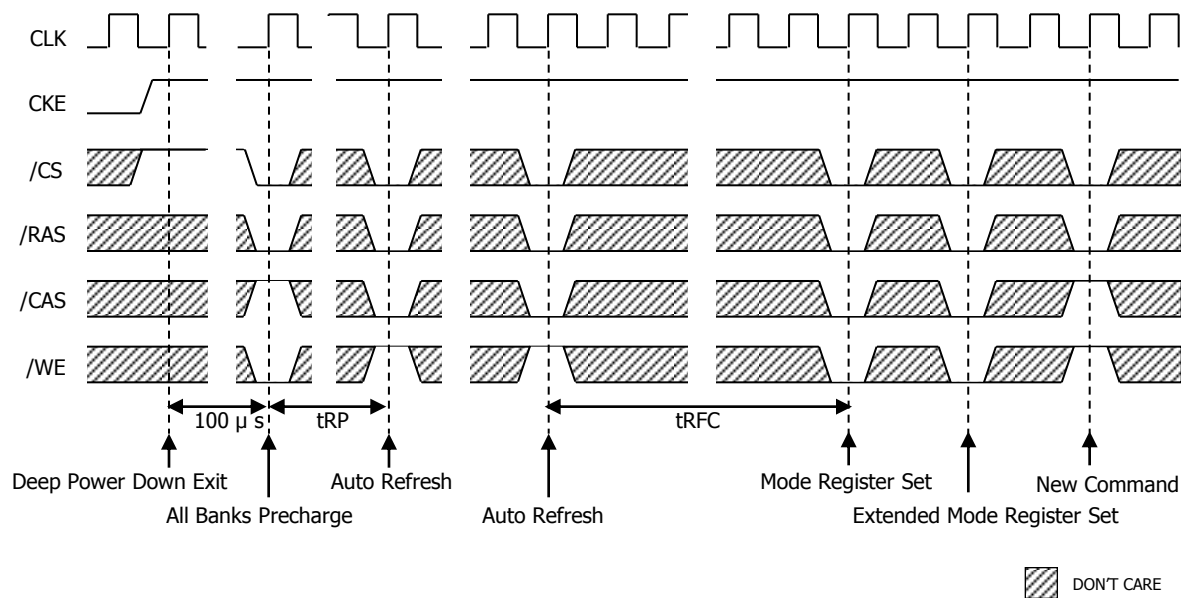 CLK
CKE
/CS
/RAS
/CAS
/WE
100 μ s
tRP
tRFC
Deep Power Down Exit
Auto Refresh
Mode Register Set
New Command
All Banks Precharge
Auto Refresh
Extended Mode Register Set
DON'T CARE